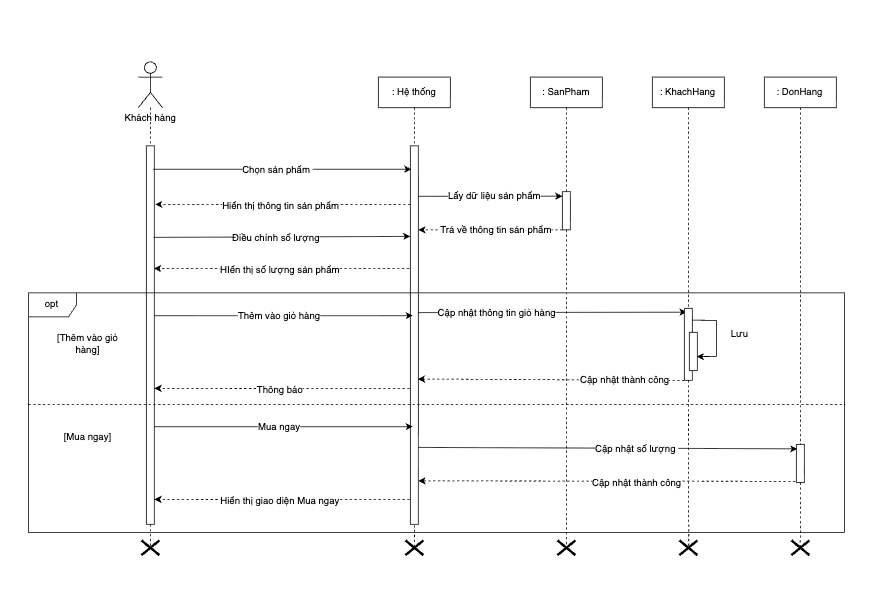 Khách hàng
: Hệ thống
: SanPham
: KhachHang
: DonHang
Chọn sản phẩm
Lấy dữ liệu sản phẩm
Hiển thị thông tin sản phẩm
Trả về thông tin sản phẩm
Điều chỉnh số lượng
HIển thị số lượng sản phẩm
opt
[Thêm vào giỏ
hàng]
Thêm vào giỏ hàng
Cập nhật thông tin giỏ hàng
Lưu
Cập nhật thành công
Thông báo
[Mua ngay]
Mua ngay
Cập nhật số lượng
Cập nhật thành công
Hiển thị giao diện Mua ngay